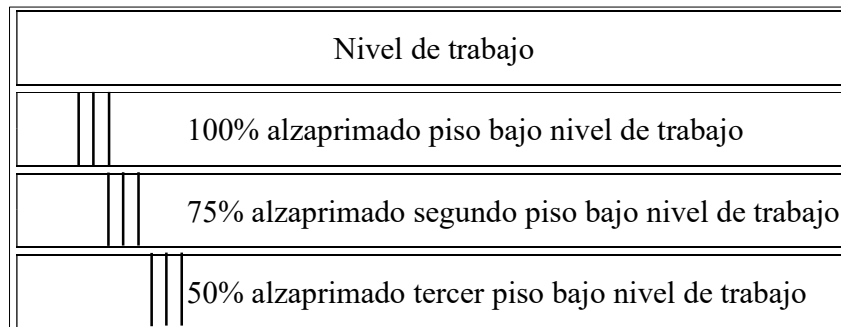 Nivel de trabajo
100% alzaprimado piso bajo nivel de trabajo
75% alzaprimado segundo piso bajo nivel de trabajo
50% alzaprimado tercer piso bajo nivel de trabajo